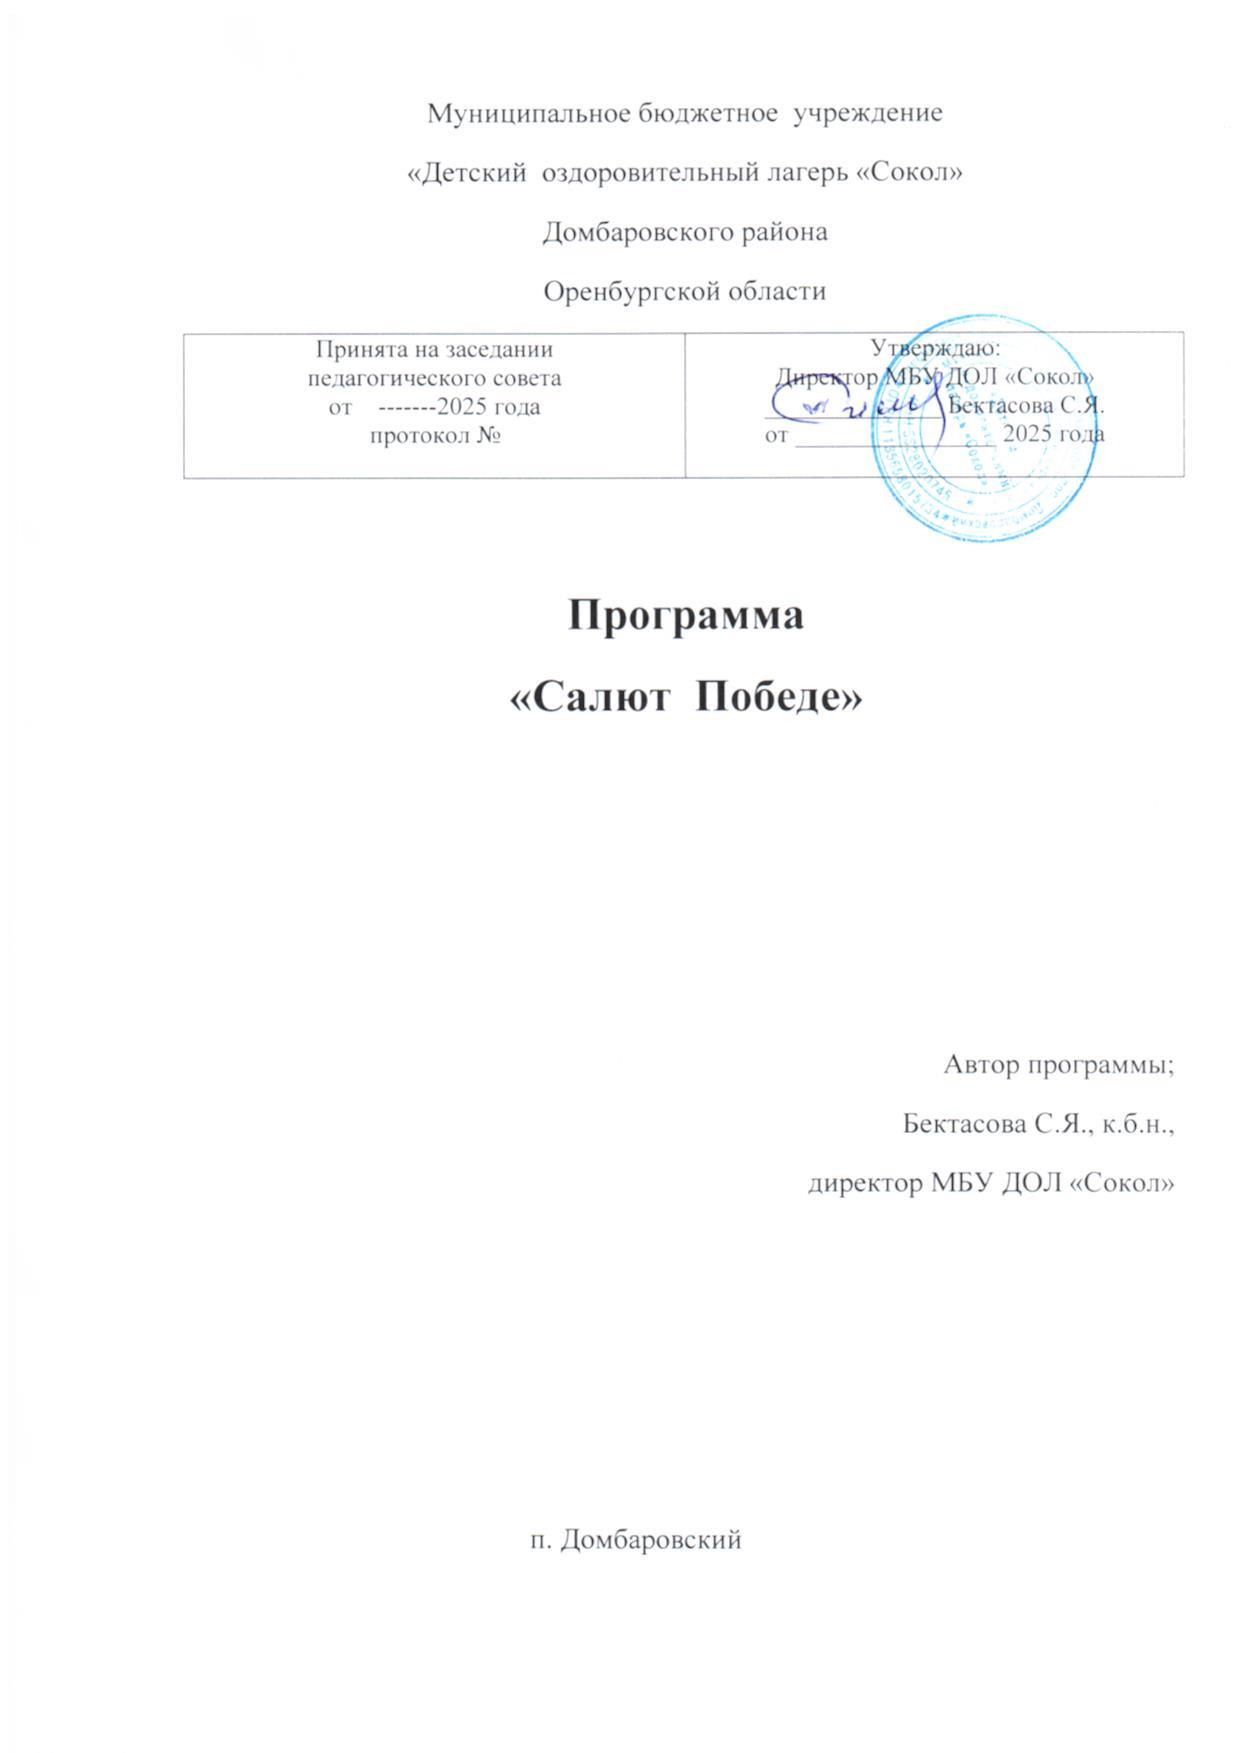 Муниципальное бюджетное учреждение
«Детский оздоровительный лагерь «Сокол»
Домбаровского района
Оренбургской области
Принята на заседании
педагогического совета
от -------2025 года
протокол №
Утверждаю:
Директор МБУ ДОЛ «Сокол»
______________ Бектасова С.Я.
от ________________ 2025 года
Программа
«Салют Победе»
Автор программы;
Бектасова С.Я., к.б.н.,
директор МБУ ДОЛ «Сокол»
п. Домбаровский